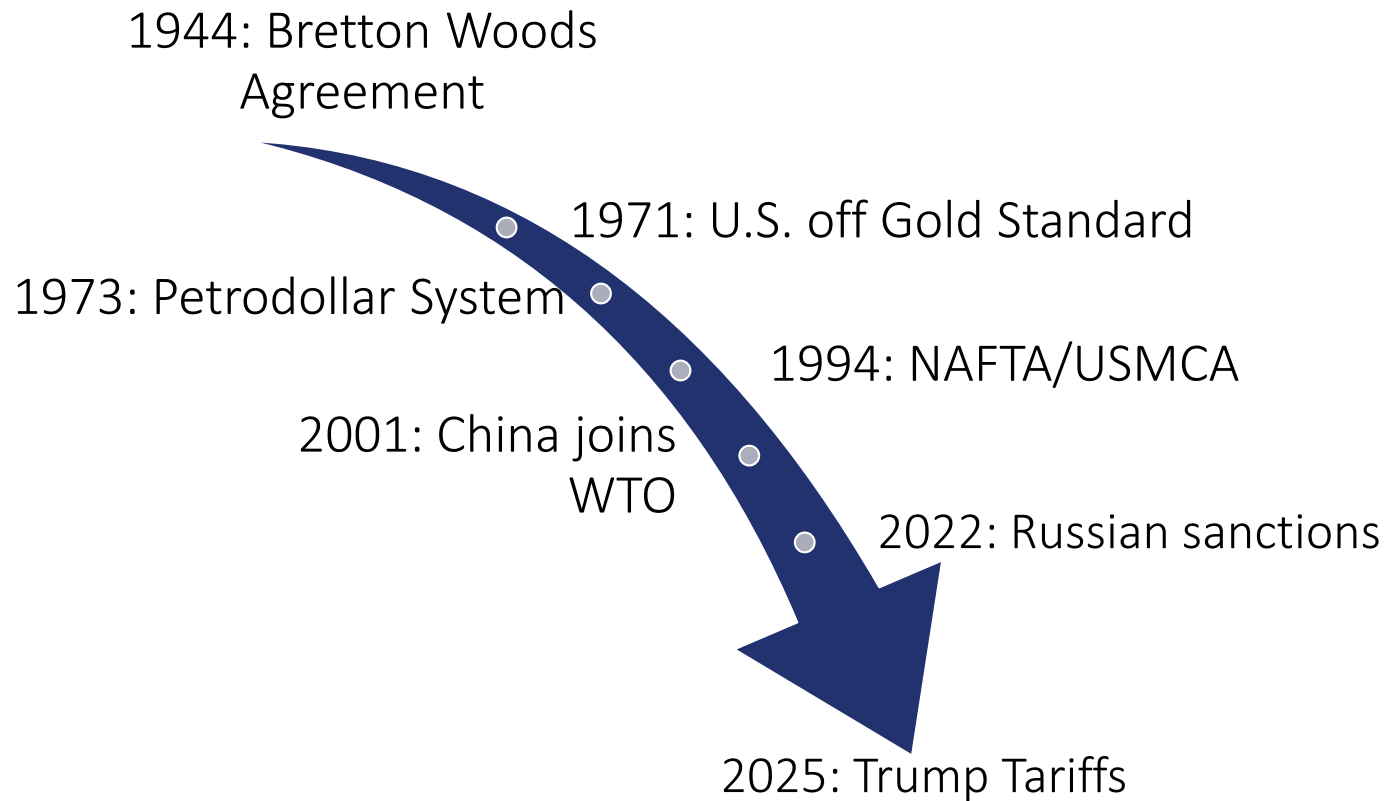 1944: Bretton Woods
Agreement
1971: U.S. off Gold Standard
1973: Petrodollar System
1994: NAFTA/USMCA
2001: China joins
WTO
2022: Russian sanctions
2025: Trump Tariffs